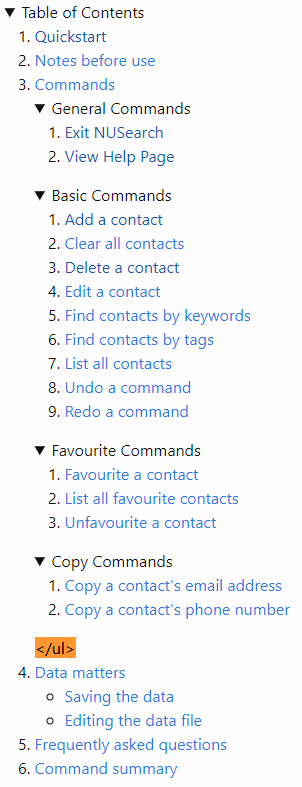 ▼ Table of Contents
1. Quickstart
2. Notes before use
3. Commands
▼ General Commands
1. Exit NUSearch
2. View Help Page
▼ Basic Commands
1. Add a contact
2. Clear all contacts
3. Delete a contact
4. Edit a contact
5. Find contacts by keywords
6. Find contacts by tags
7. List all contacts
8. Undo a command
9. Redo a command
▼ Favourite Commands
1. Favourite a contact
2. List all favourite contacts
3. Unfavourite a contact
▼ Copy Commands
1. Copy a contact's email address
2. Copy a contact's phone number
</ul>
4. Data matters
○ Saving the data
○ Editing the data file
5. Frequently asked questions
6. Command summary